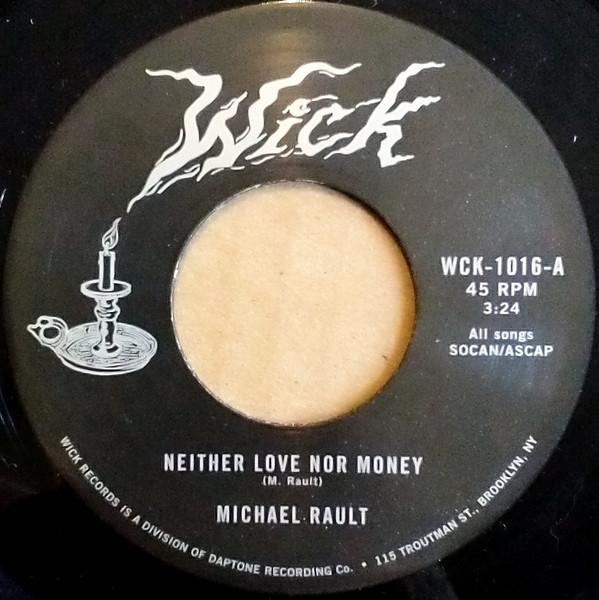 Wick
WCK-1016-A
45 RPM
3:24
All songs
SOCAN/ASCAP
NEITHER LOVE NOR MONEY
(M. Rault)
MICHAEL RAULT
WICK RECORDS IS A DIVISION OF DAPTONE RECORDING Co. • 115 TROUTMAN ST., BROOKLYN, NY